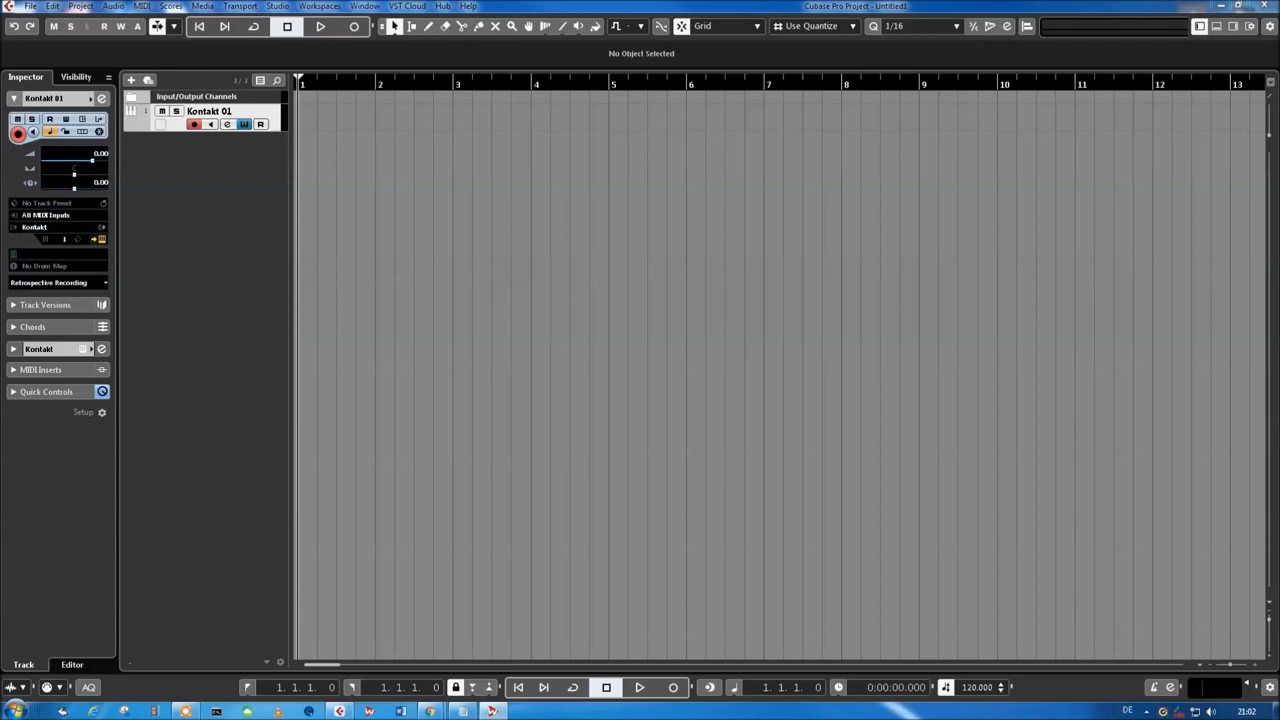 Cubase Pro Project - Untitled1
File Edit Project Audio MIDI Scores Media Transport Studio Workspaces Window VST Cloud Hub Help
M S L R W A Grid Use Quantize Q 1/16
No Object Selected
Inspector Visibility
1 2 3 4 5 6 7 8 9 10 11 12 13
Input/Output Channels
Kontakt 01
1 m S Kontakt 01
R
m S R W
0.00
C
0.00
No Track Preset
All MIDI Inputs
Kontakt
1
No Drum Map
Retrospective Recording
Track Versions
Chords
Kontakt
MIDI Inserts
Quick Controls
Setup
Track Editor
AQ 1. 1. 1. 0 1. 1. 1. 0 1. 1. 1. 0 0:00:00.000 120.000
DE 21:02